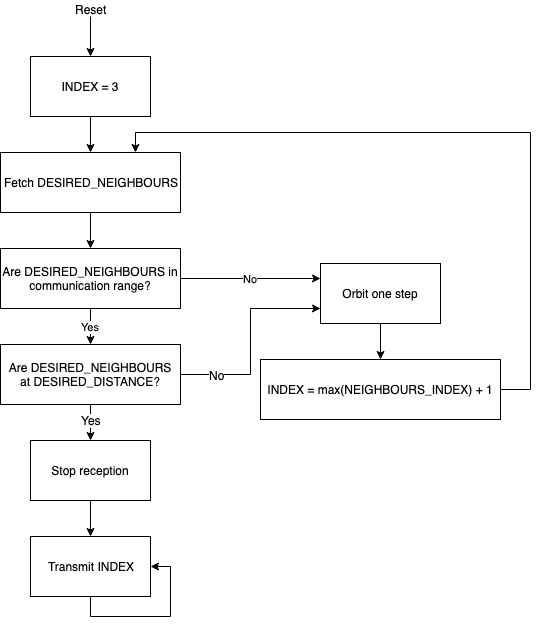 Reset
INDEX = 3
Fetch DESIRED_NEIGHBOURS
Are DESIRED_NEIGHBOURS in
communication range?
No
Orbit one step
Yes
Are DESIRED_NEIGHBOURS
at DESIRED_DISTANCE?
No
INDEX = max(NEIGHBOURS_INDEX) + 1
Yes
Stop reception
Transmit INDEX